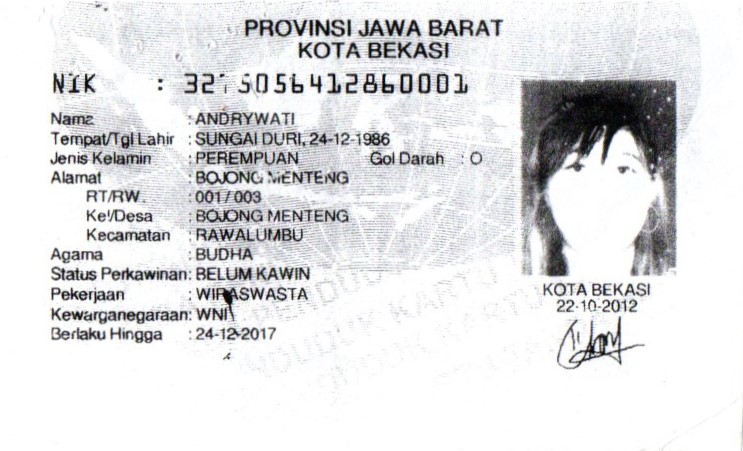 PROVINSI JAWA BARAT
KOTA BEKASI
NIK :
Nama : ANDRYWATI
Tempat/Tgl Lahir : SUNGAI DURI, 24-12-1986
Jenis Kelamin : PEREMPUAN Gol Darah : O
Alamat : BOJONG MENTENG
RT/RW. : 001 / 003
Kel/Desa : BOJONG MENTENG
Kecamatan : RAWALUMBU
Agama : BUDHA
Status Perkawinan: BELUM KAWIN
Pekerjaan : WIRASWASTA
Kewarganegaraan: WNI
Berlaku Hingga : 24-12-2017
KOTA BEKASI
22-10-2012